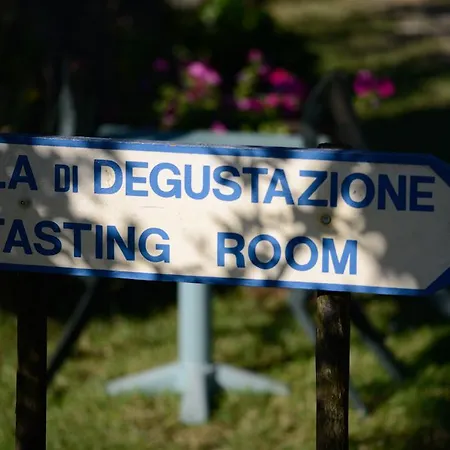 LA DI DEGUSTAZIONE
TASTING ROOM